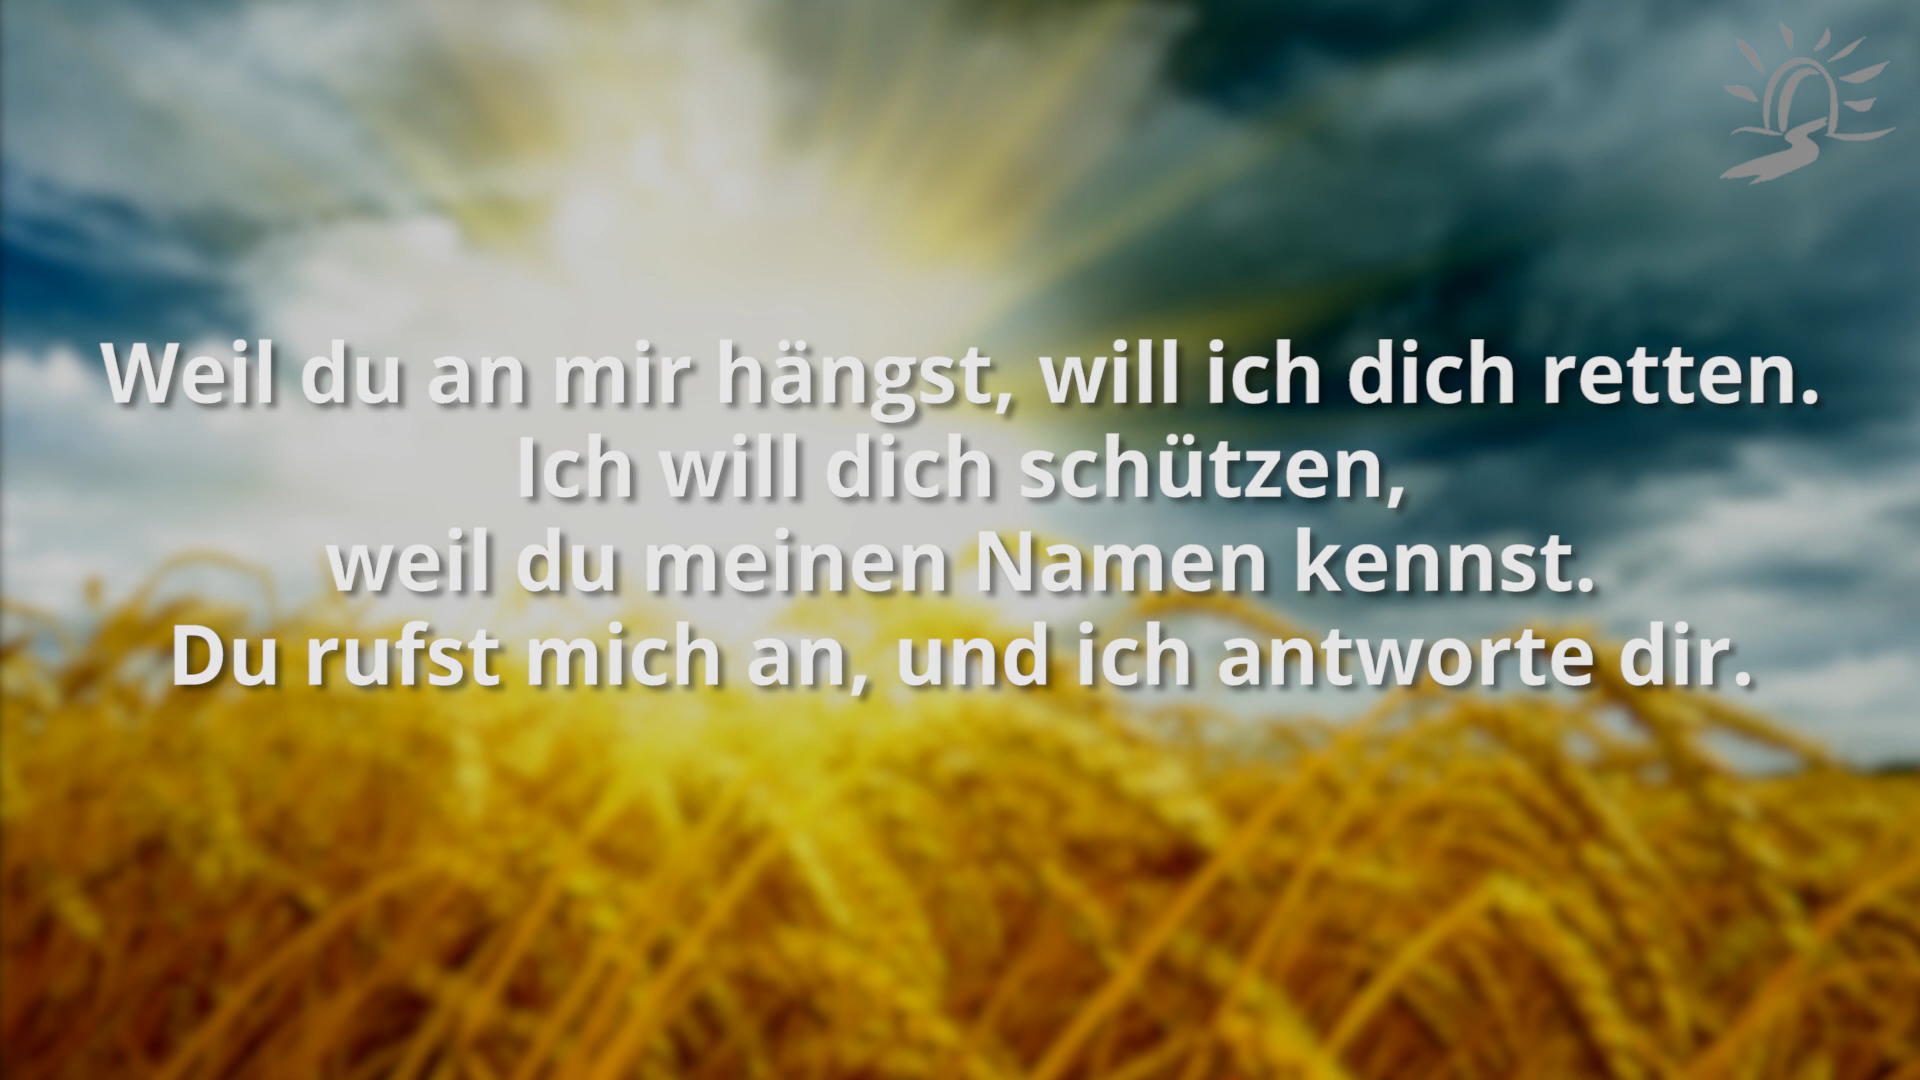 Weil du an mir hängst, will ich dich retten.
Ich will dich schützen,
weil du meinen Namen kennst.
Du rufst mich an, und ich antworte dir.